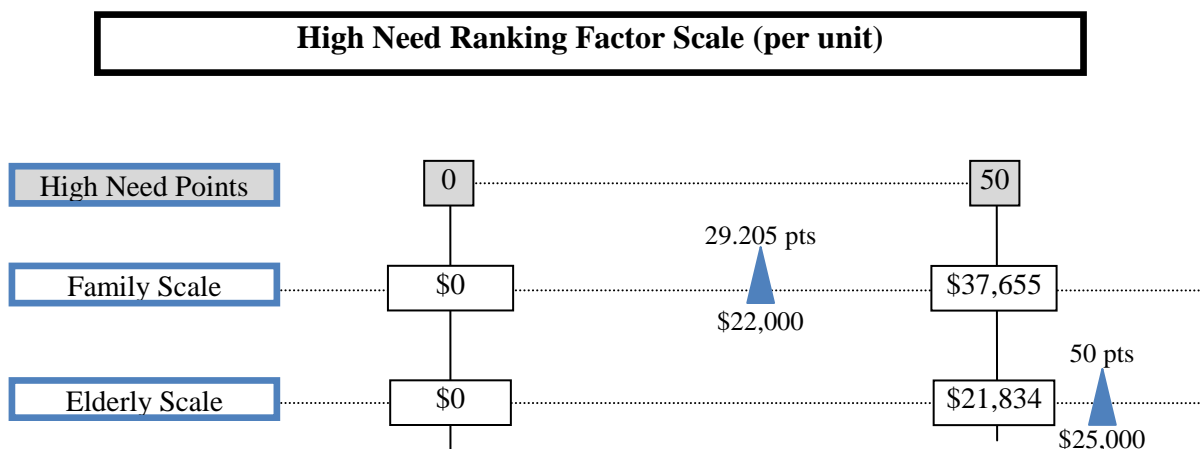 High Need Ranking Factor Scale (per unit)
High Need Points 0 50
29.205 pts
Family Scale $0 $37,655
$22,000
50 pts
Elderly Scale $0 $21,834
$25,000